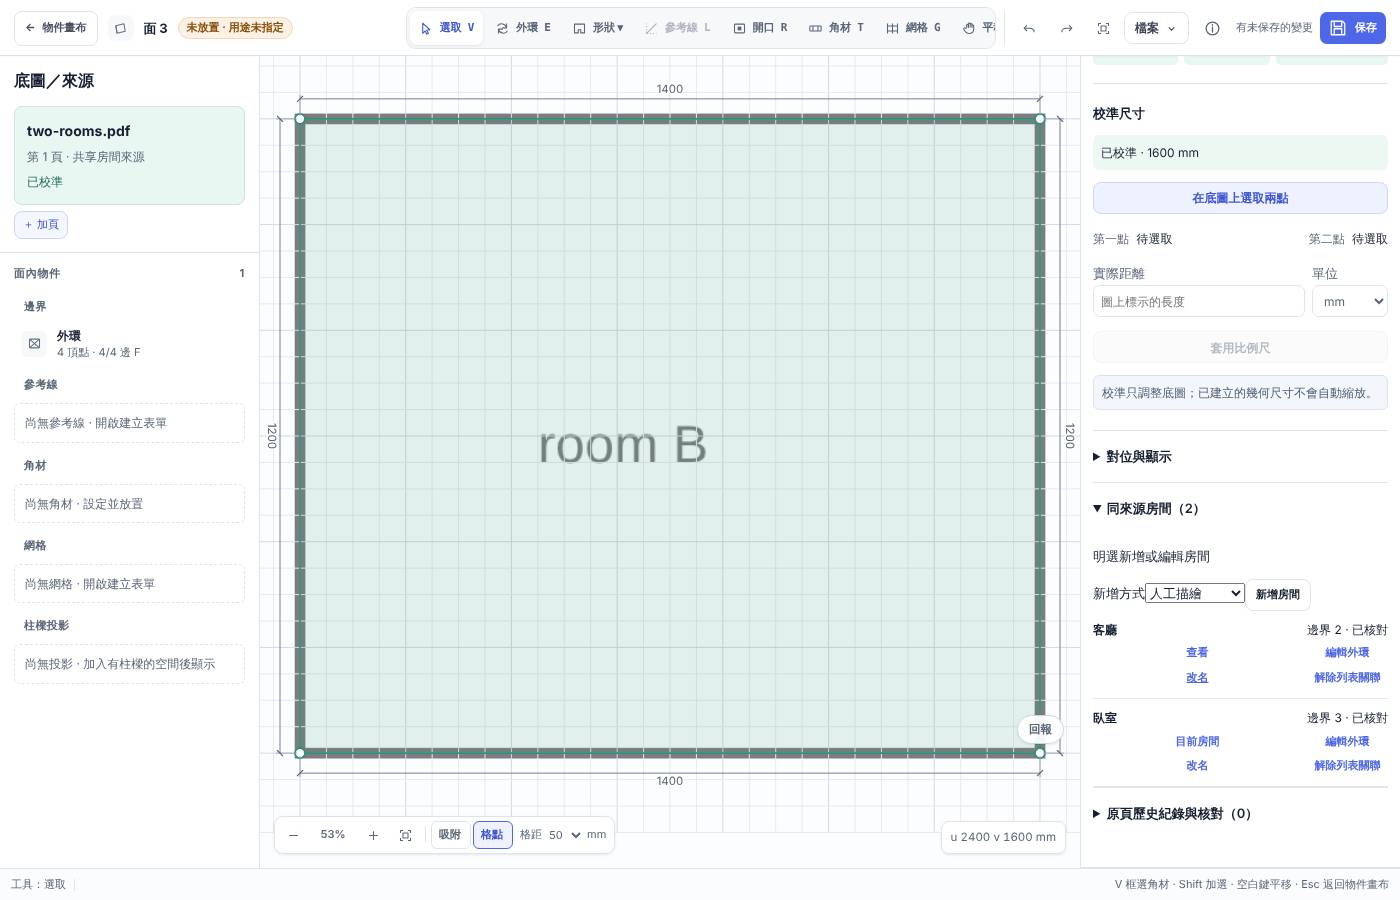 物件畫布
面 3
未放置 · 用途未指定
選取 V
外環 E
形狀▾
參考線 L
開口 R
角材 T
網格 G
檔案
有未保存的變更
保存
底圖／來源
two-rooms.pdf
第 1 頁 · 共享房間來源
已校準
＋ 加頁
面內物件 1
邊界
外環
4 頂點 · 4/4 邊 F
參考線
尚無參考線 · 開啟建立表單
角材
尚無角材 · 設定並放置
網格
尚無網格 · 開啟建立表單
柱樑投影
尚無投影 · 加入有柱樑的空間後顯示
1400
1200
room B
1200
回報
1400
53%
吸附
格點
格距 50 mm
u 2400 v 1600 mm
校準尺寸
已校準 · 1600 mm
在底圖上選取兩點
第一點 待選取
第二點 待選取
實際距離
單位
圖上標示的長度
mm
套用比例尺
校準只調整底圖；已建立的幾何尺寸不會自動縮放。
對位與顯示
同來源房間（2）
明選新增或編輯房間
新增方式 人工描繪 新增房間
客廳 邊界 2 · 已核對
查看 編輯外環
改名 解除列表關聯
臥室 邊界 3 · 已核對
目前房間 編輯外環
改名 解除列表關聯
原頁歷史紀錄與核對（0）
工具：選取
V 框選角材 · Shift 加選 · 空白鍵平移 · Esc 返回物件畫布